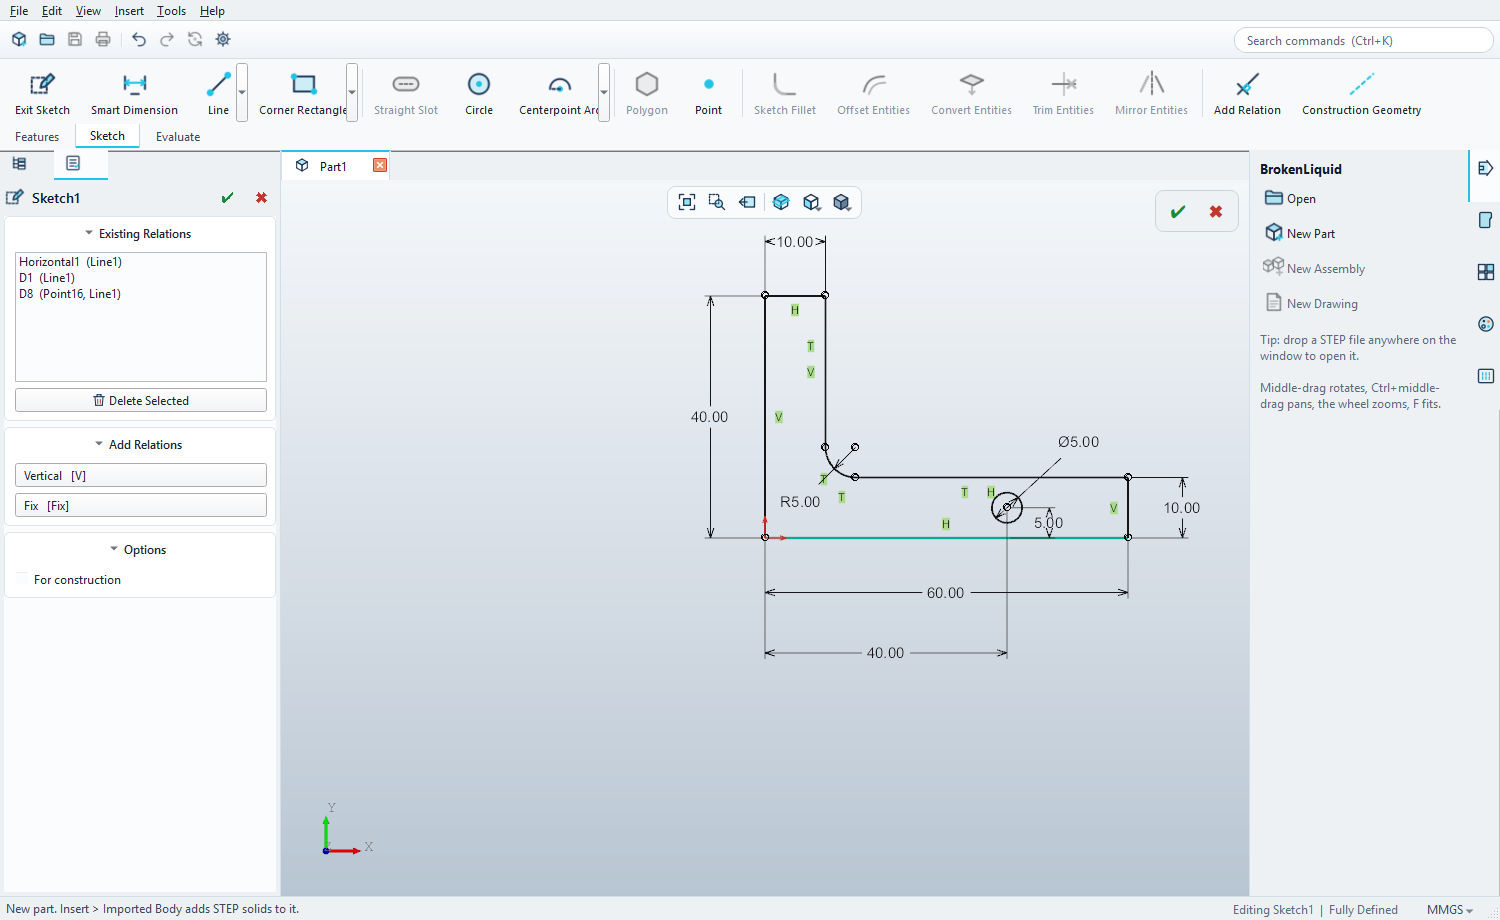 File Edit View Insert Tools Help
Search commands (Ctrl+K)
Exit Sketch Smart Dimension Line Corner Rectangle Straight Slot Circle Centerpoint Arc Polygon Point Sketch Fillet Offset Entities Convert Entities Trim Entities Mirror Entities Add Relation Construction Geometry
Features Sketch Evaluate
Part1
Sketch1
Existing Relations
Horizontal1 (Line1)
D1 (Line1)
D8 (Point16, Line1)
Delete Selected
Add Relations
Vertical [V]
Fix [Fix]
Options
For construction
10.00
H
T
V
40.00
V
Ø5.00
T
R5.00
T
T
H
H
5.00
V
10.00
60.00
40.00
Y
X
BrokenLiquid
Open
New Part
New Assembly
New Drawing
Tip: drop a STEP file anywhere on the
window to open it.
Middle-drag rotates, Ctrl+middle-
drag pans, the wheel zooms, F fits.
New part. Insert > Imported Body adds STEP solids to it.
Editing Sketch1 | Fully Defined MMGS